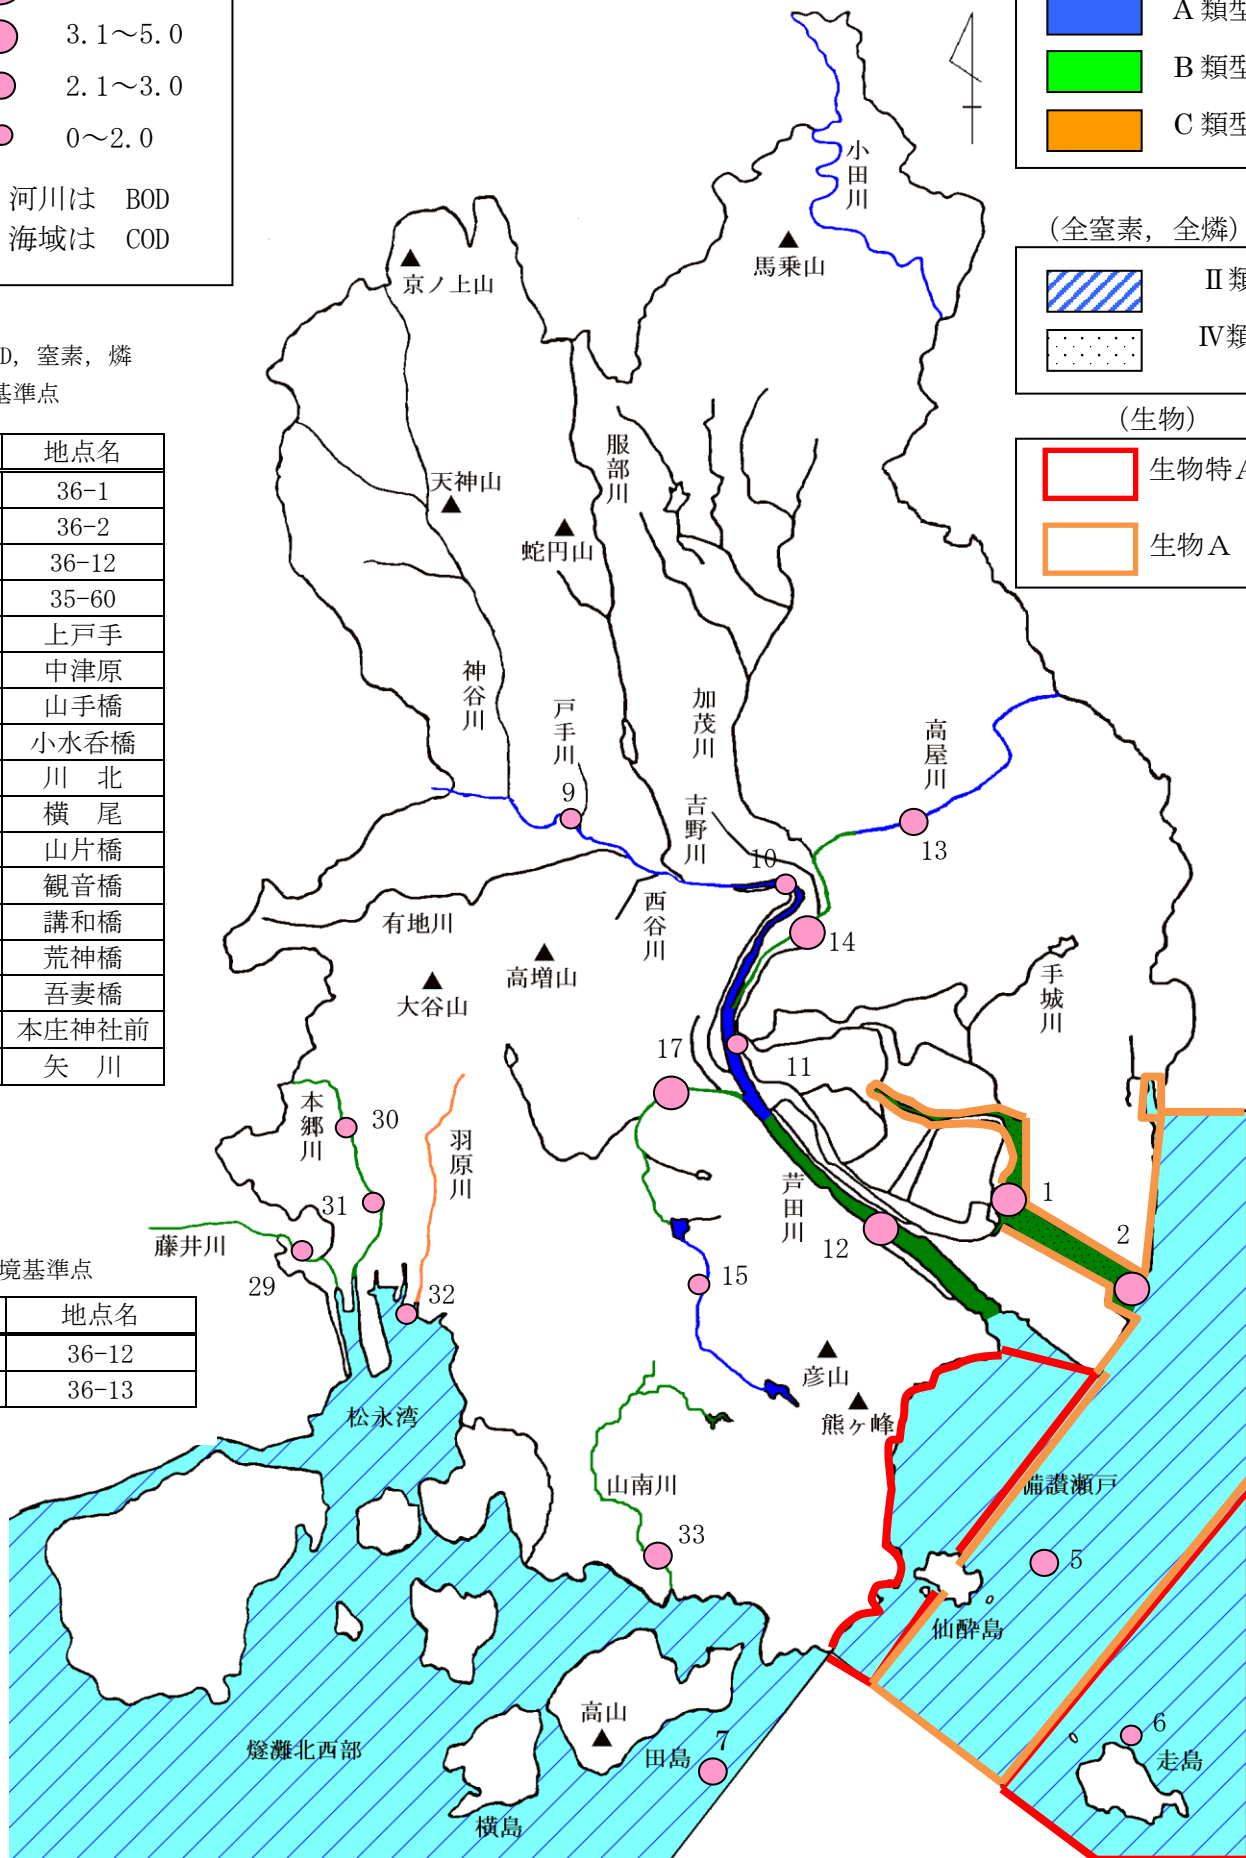 3.1～5.0
2.1～3.0
0～2.0
河川は BOD
海域は COD
D, 窒素, 燐
基準点
地点名
36-1
36-2
36-12
35-60
上戸手
中津原
山手橋
小水呑橋
川 北
横 尾
山片橋
観音橋
講和橋
荒神橋
吾妻橋
本庄神社前
矢 川
境基準点
地点名
36-12
36-13
A 類型
B 類型
C 類型
(全窒素, 全燐)
Ⅱ類
Ⅳ類
(生物)
生物特A
生物A
小田川
馬乗山
京ノ上山
服部川
天神山
蛇円山
神谷川
戸手川
加茂川
高屋川
9
吉野川
10
13
有地川
西谷川
14
高増山
大谷山
手城川
17
11
本郷川
30
羽原川
31
芦田川
1
2
藤井川
12
29
32
15
彦山
熊ヶ峰
松永湾
山南川
備讃瀬戸
33
5
仙酔島
高山
7
6
燧灘北西部
田島
走島
横島